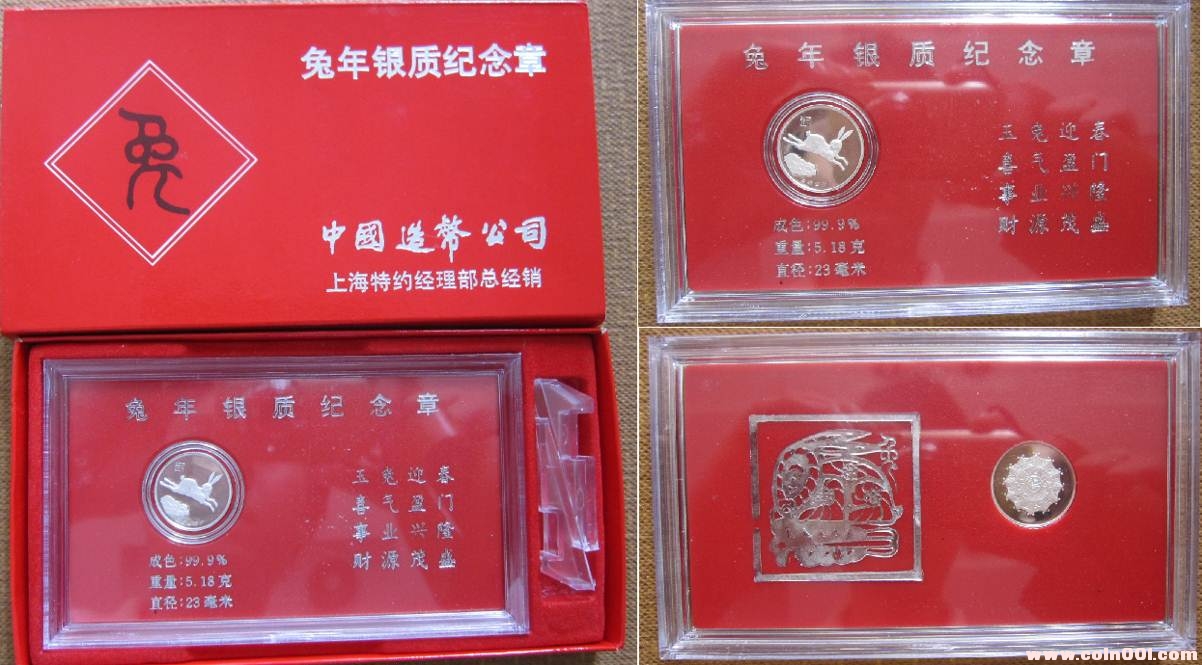 兔年银质纪念章
兔
中國造幣公司
上海特约经理部总经销
兔年银质纪念章
玉兔迎春
喜气盈门
事业兴隆
财源茂盛
成色:99.9%
重量:5.18克
直径:23毫米
兔年银质纪念章
玉兔迎春
喜气盈门
事业兴隆
财源茂盛
成色:99.9%
重量:5.18克
直径:23毫米
www.coin001.com